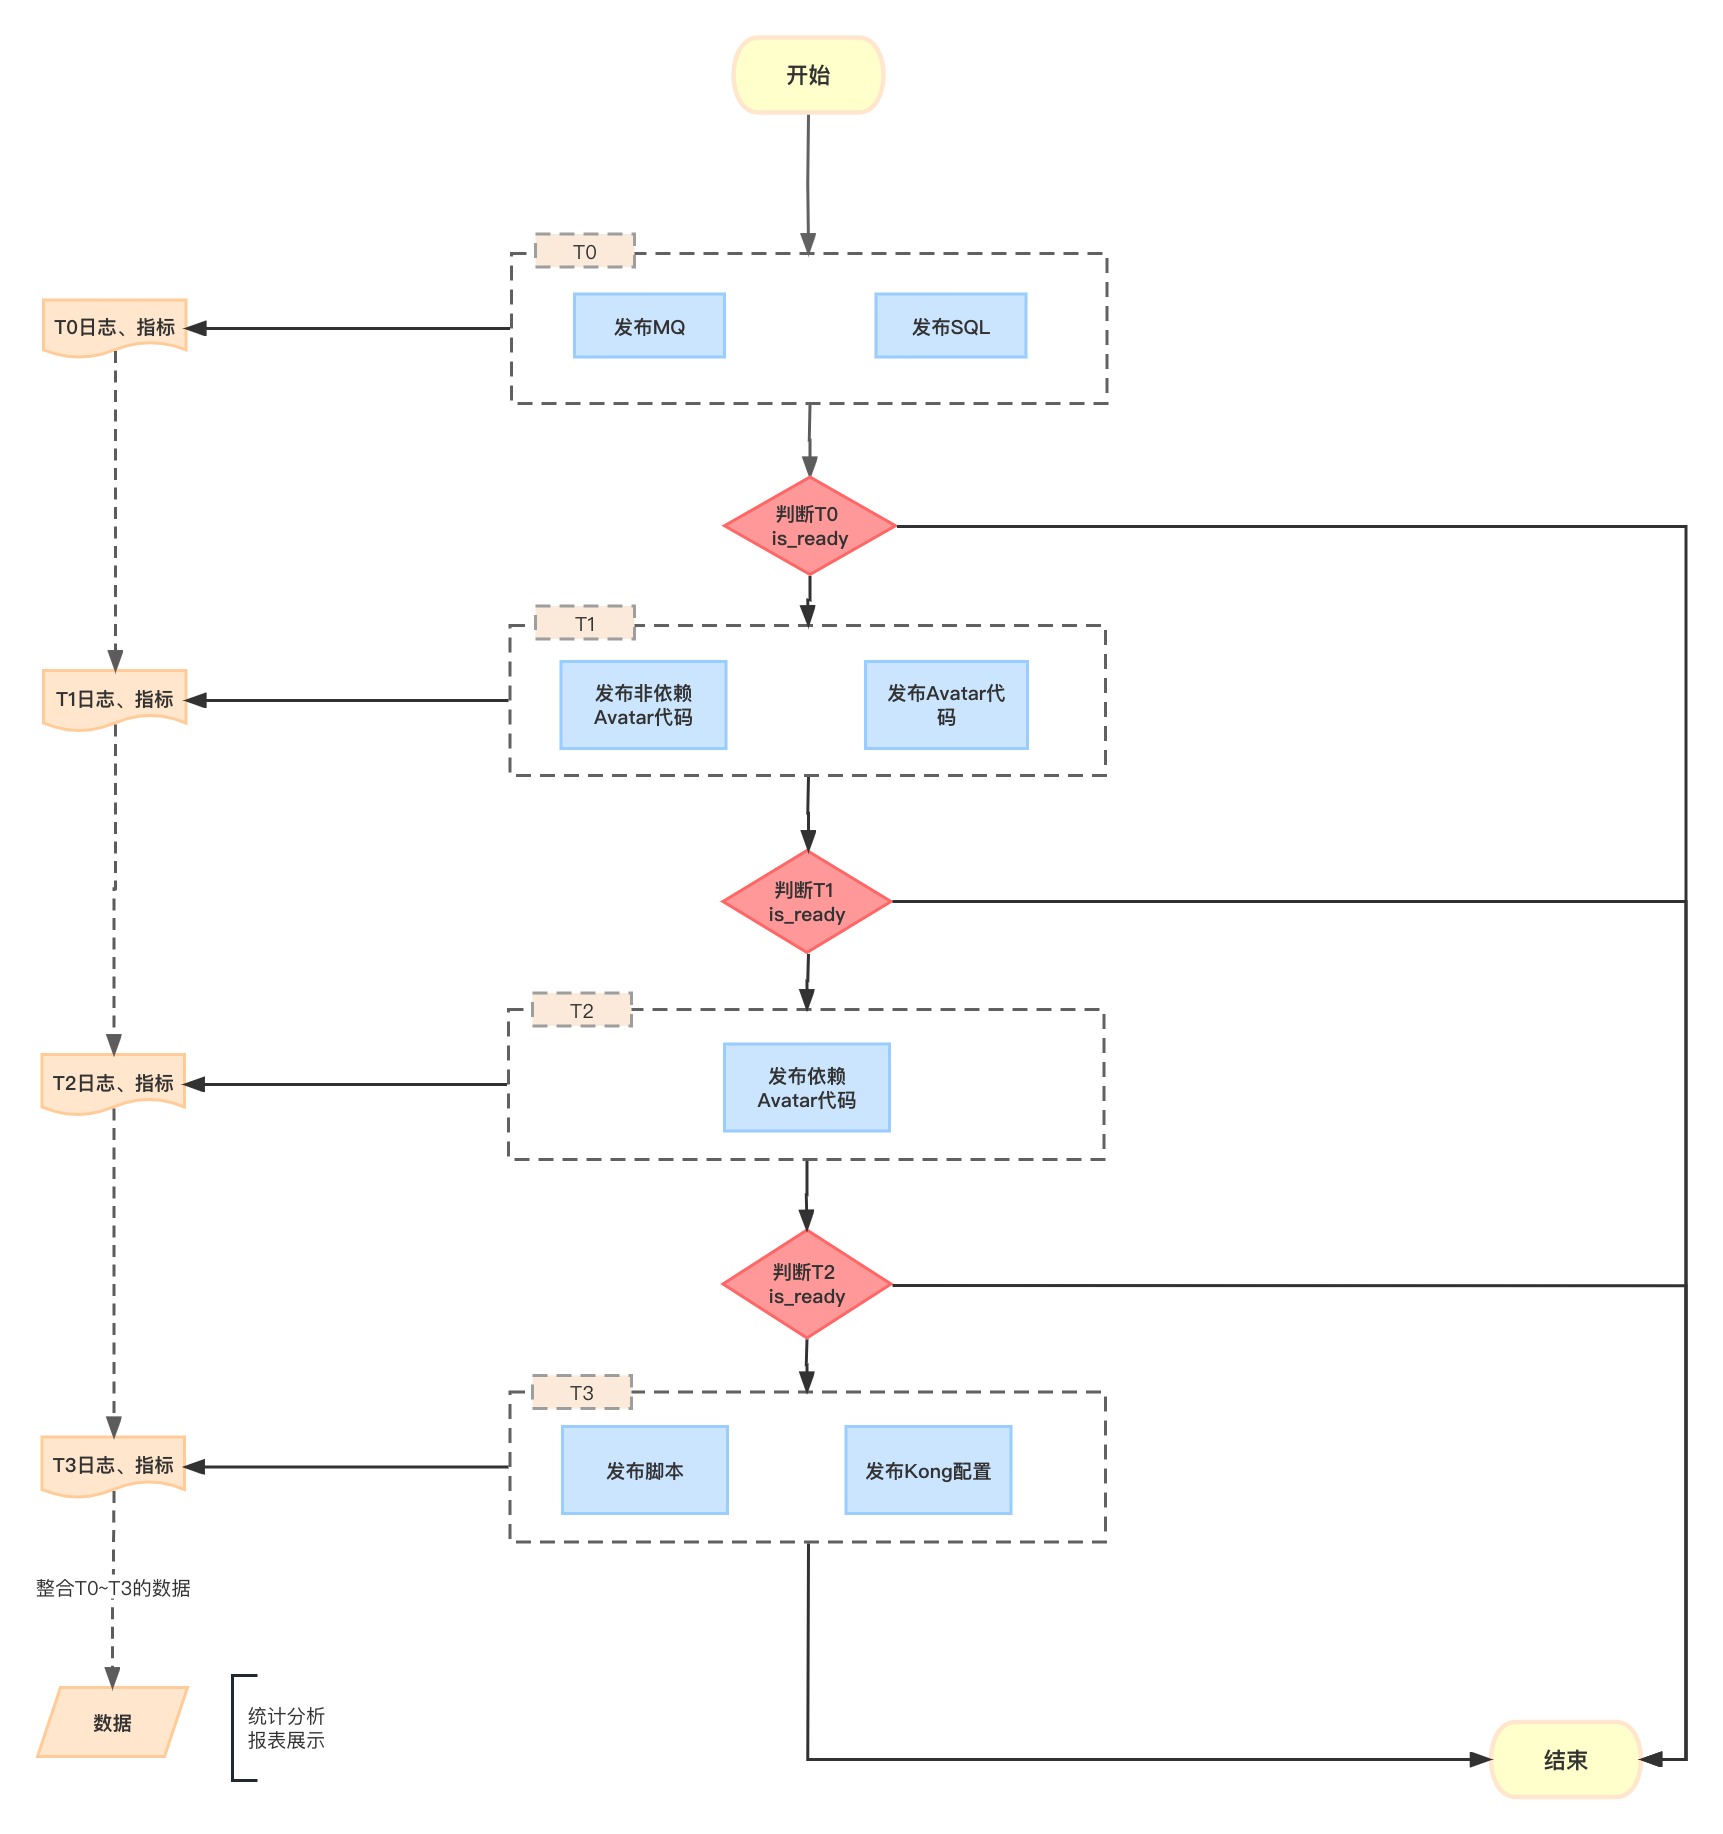 开始
T0
发布MQ
发布SQL
T0日志、指标
判断T0
is_ready
T1
发布非依赖
Avatar代码
发布Avatar代
码
T1日志、指标
判断T1
is_ready
T2
发布依赖
Avatar代码
T2日志、指标
判断T2
is_ready
T3
发布脚本
发布Kong配置
T3日志、指标
整合T0~T3的数据
数据
统计分析
报表展示
结束